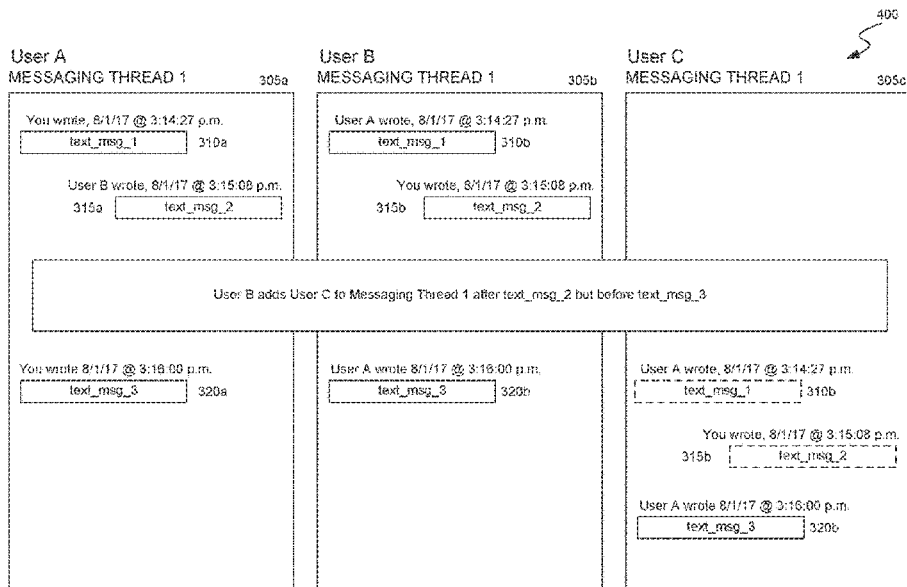 400
User A
MESSAGING THREAD 1 305a
You wrote, 8/1/17 @ 3:14:27 p.m.
text_msg_1 310a
User B wrote, 8/1/17 @ 3:15:08 p.m.
315a text_msg_2
User B
MESSAGING THREAD 1 305b
User A wrote, 8/1/17 @ 3:14:27 p.m.
text_msg_1 310b
You wrote, 8/1/17 @ 3:15:08 p.m.
315b text_msg_2
User C
MESSAGING THREAD 1 305c
User B adds User C to Messaging Thread 1 after text_msg_2 but before text_msg_3
You wrote 8/1/17 @ 3:16:00 p.m.
text_msg_3 320a
User A wrote 8/1/17 @ 3:16:00 p.m.
text_msg_3 320b
User A wrote, 8/1/17 @ 3:14:27 p.m.
text_msg_1 310b
You wrote, 8/1/17 @ 3:15:08 p.m.
315b text_msg_2
User A wrote 8/1/17 @ 3:16:00 p.m.
text_msg_3 320b